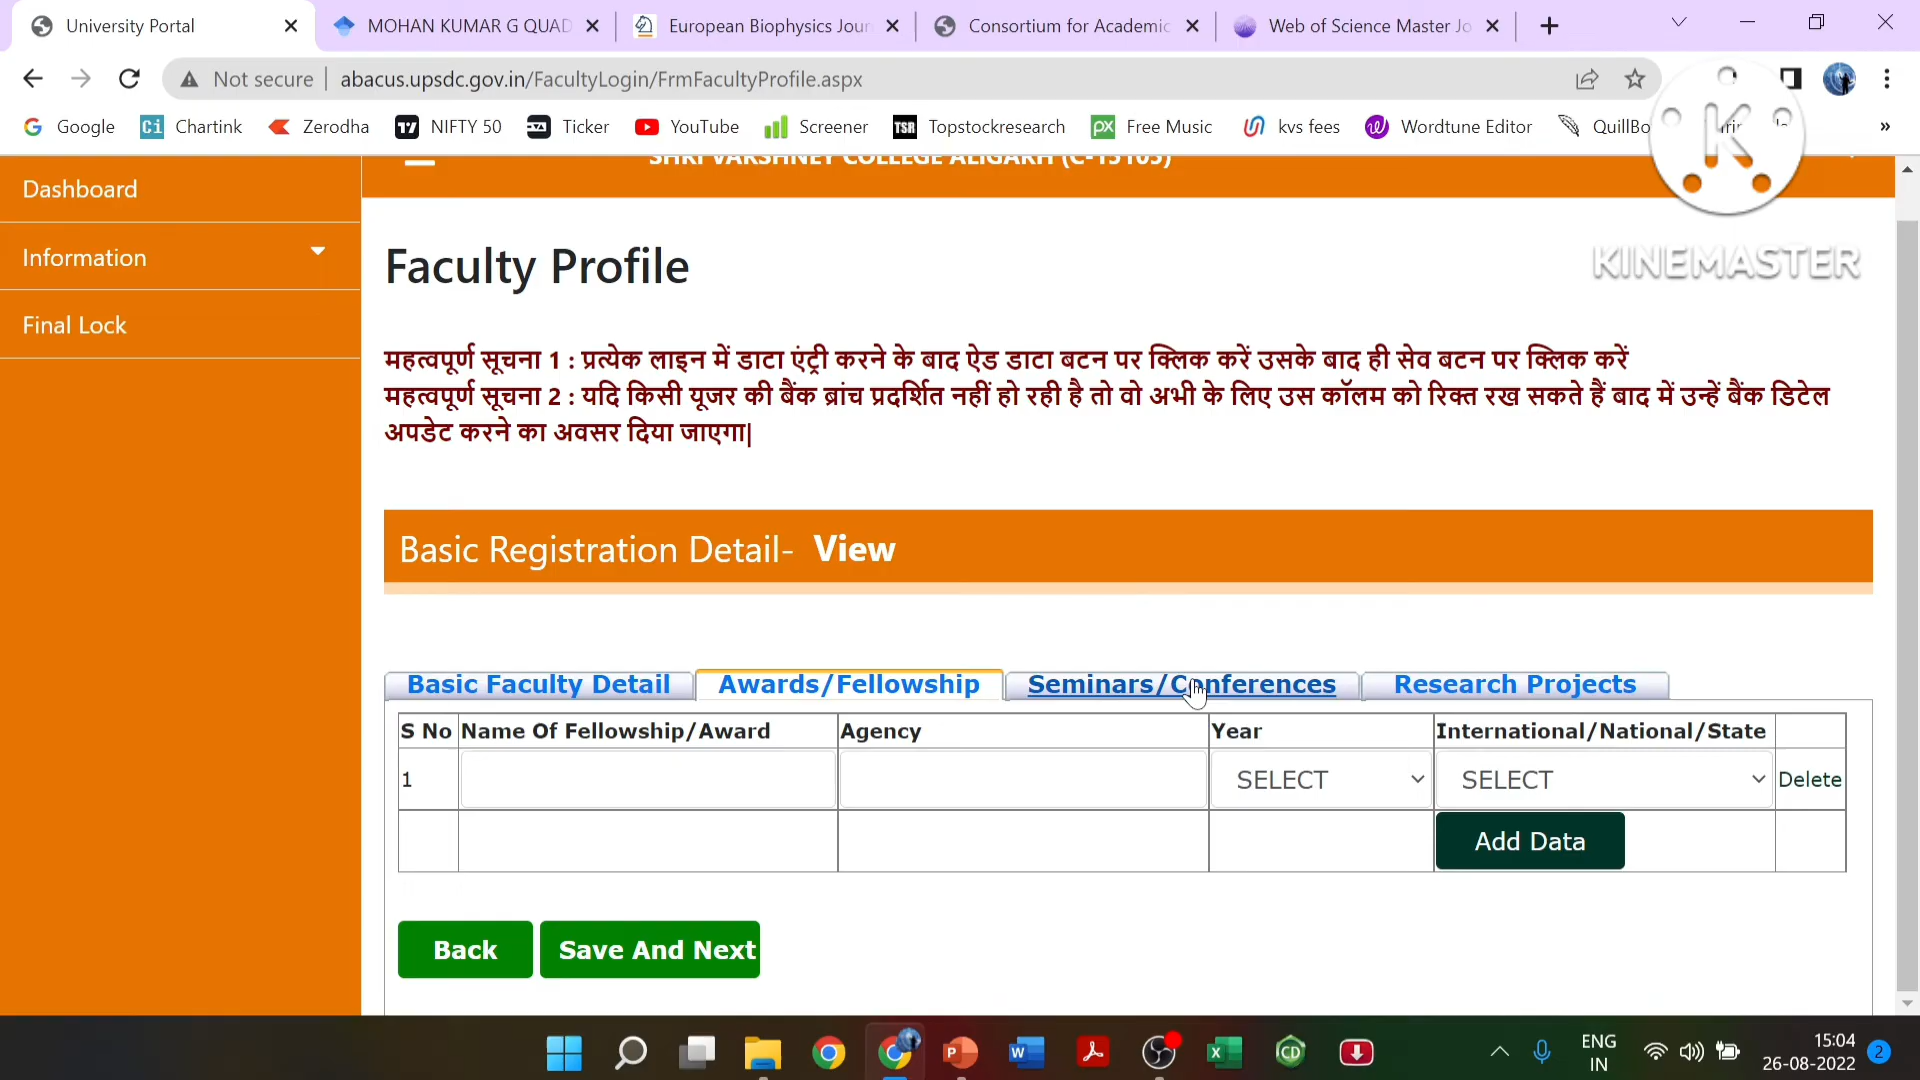 University Portal
MOHAN KUMAR G QUAD
European Biophysics Jour
Consortium for Academic
Web of Science Master Jo
Not secure
abacus.upsdc.gov.in/FacultyLogin/FrmFacultyProfile.aspx
Google
Chartink
Zerodha
NIFTY 50
Ticker
YouTube
Screener
Topstockresearch
Free Music
kvs fees
Wordtune Editor
QuillBo
SHRI VARSHNEY COLLEGE ALIGARH (C-15105)
KINEMASTER
Dashboard
Information
Final Lock
Faculty Profile
महत्वपूर्ण सूचना 1 : प्रत्येक लाइन में डाटा एंट्री करने के बाद ऐड डाटा बटन पर क्लिक करें उसके बाद ही सेव बटन पर क्लिक करें
महत्वपूर्ण सूचना 2 : यदि किसी यूजर की बैंक ब्रांच प्रदर्शित नहीं हो रही है तो वो अभी के लिए उस कॉलम को रिक्त रख सकते हैं बाद में उन्हें बैंक डिटेल
अपडेट करने का अवसर दिया जाएगा|
Basic Registration Detail- View
Basic Faculty Detail
Awards/Fellowship
Seminars/Conferences
Research Projects
S No Name Of Fellowship/Award Agency Year International/National/State
1 SELECT SELECT Delete
Add Data
Back
Save And Next
ENG
IN
15:04
26-08-2022
2